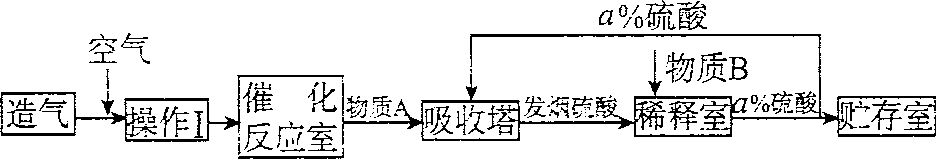 a%硫酸
空气
物质B
造气
操作I
催 化
反应室
物质A
吸收塔
发烟硫酸
稀释室
a%硫酸
贮存室